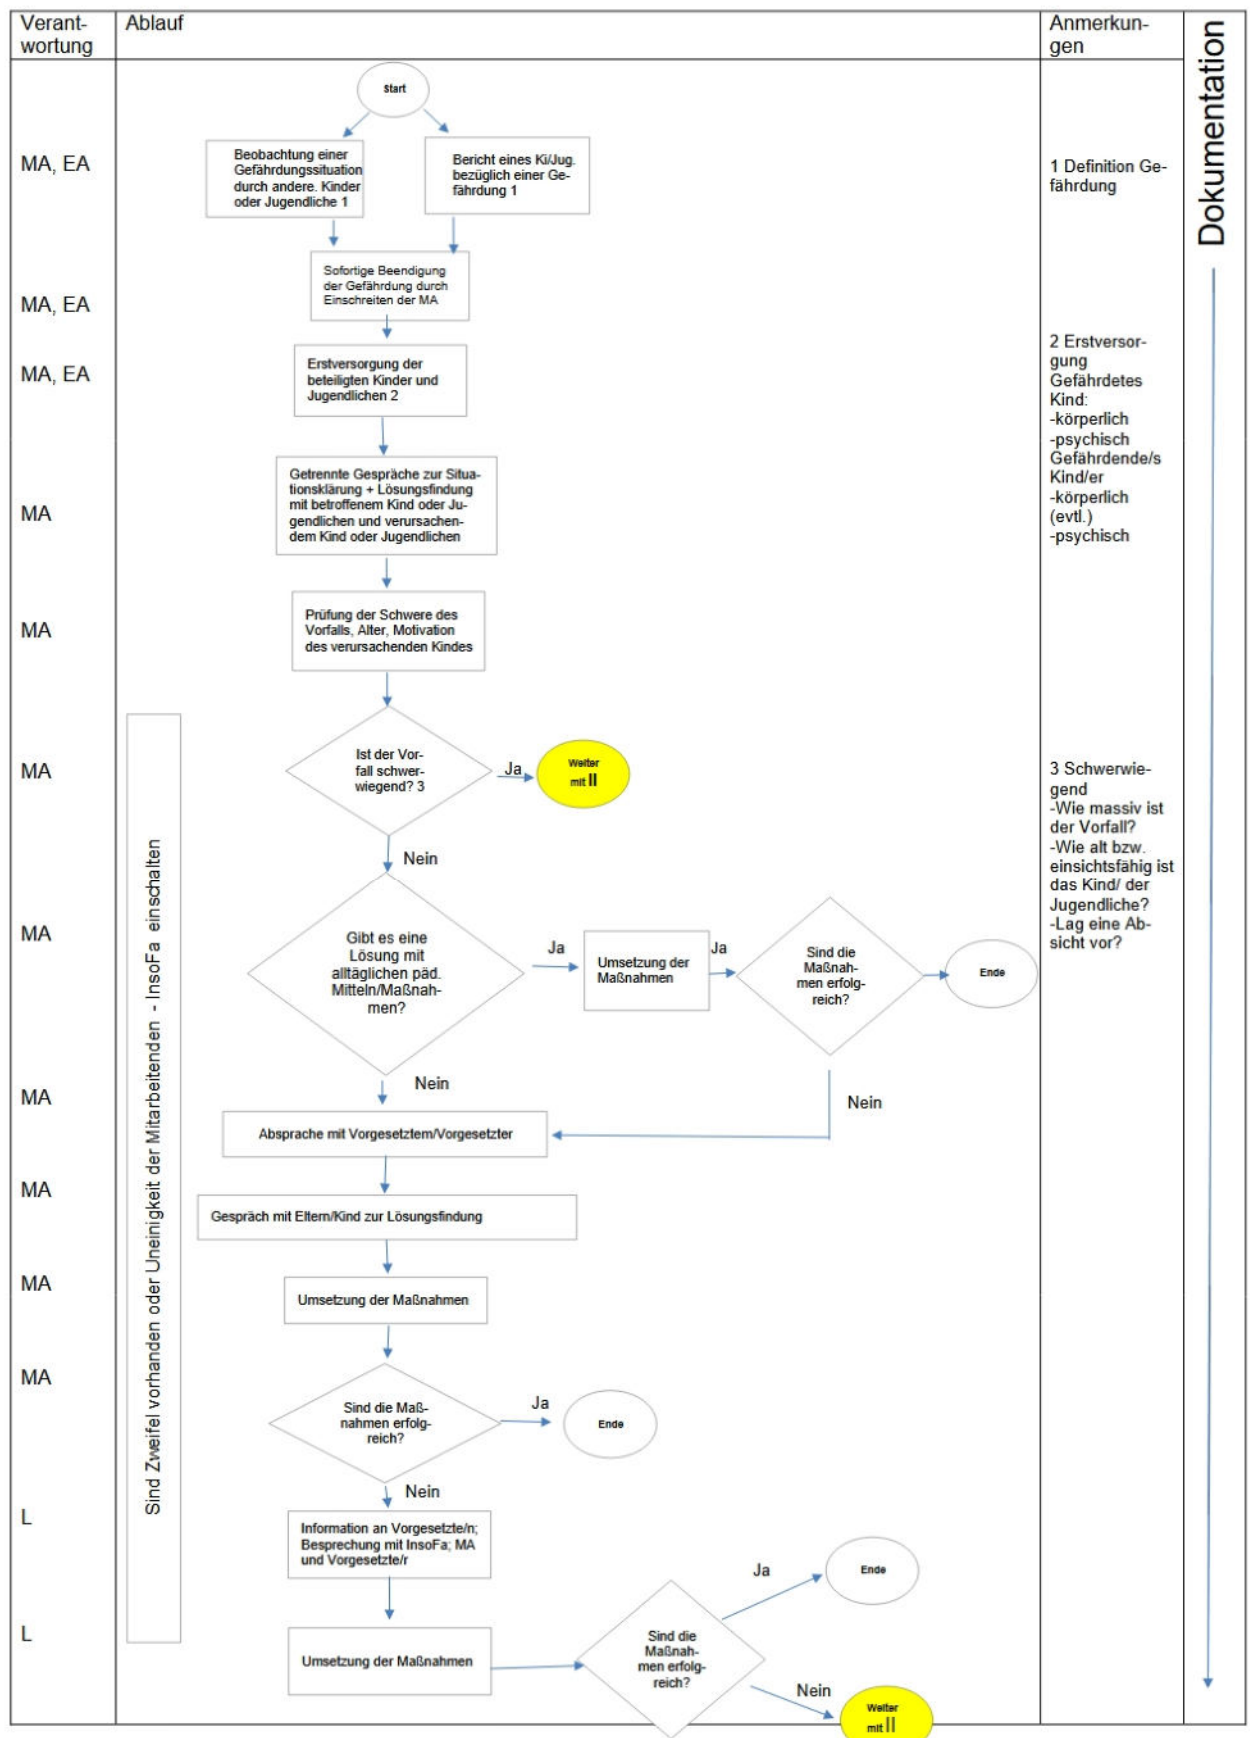 Verant-
wortung
Ablauf
Anmerkun-
gen
Dokumentation
Start
MA, EA
Beobachtung einer
Gefährdungssituation
durch andere. Kinder
oder Jugendliche 1
Bericht eines Ki/Jug.
bezüglich einer Ge-
fährdung 1
1 Definition Ge-
fährdung
MA, EA
Sofortige Beendigung
der Gefährdung durch
Einschreiten der MA
MA, EA
Erstversorgung der
beteiligten Kinder und
Jugendlichen 2
2 Erstversor-
gung
Gefährdetes
Kind:
-körperlich
-psychisch
Gefährdende/s
Kind/er
-körperlich
(evtl.)
-psychisch
MA
Getrennte Gespräche zur Situa-
tionsklärung + Lösungsfindung
mit betroffenem Kind oder Ju-
gendlichen und verursachen-
dem Kind oder Jugendlichen
MA
Prüfung der Schwere des
Vorfalls, Alter, Motivation
des verursachenden Kindes
Sind Zweifel vorhanden oder Uneinigkeit der Mitarbeitenden - InsoFa einschalten
MA
Ist der Vor-
fall schwer-
wiegend? 3
Ja
Weiter
mit II
3 Schwerwie-
gend
-Wie massiv ist
der Vorfall?
-Wie alt bzw.
einsichtsfähig ist
das Kind/ der
Jugendliche?
-Lag eine Ab-
sicht vor?
Nein
MA
Gibt es eine
Lösung mit
alltäglichen päd.
Mitteln/Maßnah-
men?
Ja
Umsetzung der
Maßnahmen
Ja
Sind die
Maßnah-
men erfolg-
reich?
Ende
Nein
Nein
MA
Absprache mit Vorgesetztem/Vorgesetzter
MA
Gespräch mit Eltern/Kind zur Lösungsfindung
MA
Umsetzung der Maßnahmen
MA
Sind die Maß-
nahmen erfolg-
reich?
Ja
Ende
Nein
L
Information an Vorgesetzte/n;
Besprechung mit InsoFa; MA
und Vorgesetzte/r
L
Umsetzung der Maßnahmen
Sind die
Maßnah-
men erfolg-
reich?
Ja
Ende
Nein
Weiter
mit II